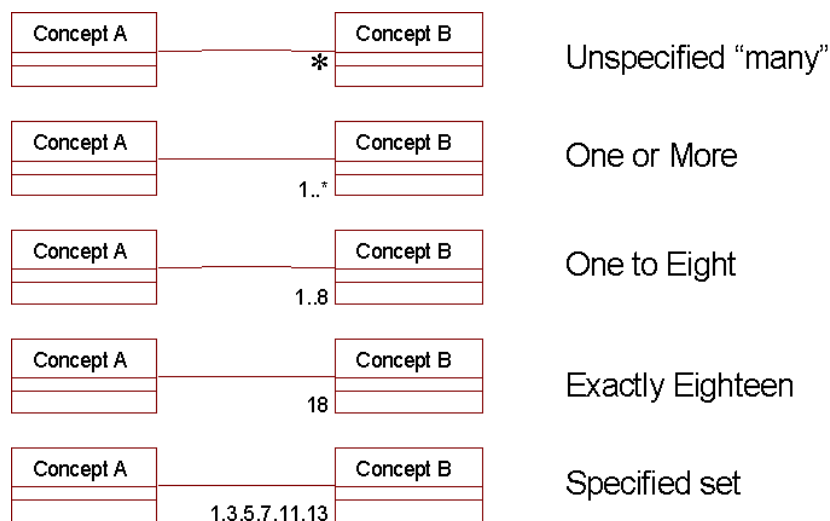 Concept A Concept B
* Unspecified “many”
Concept A Concept B
1..* One or More
Concept A Concept B
1..8 One to Eight
Concept A Concept B
18 Exactly Eighteen
Concept A Concept B
1,3,5,7,11,13 Specified set